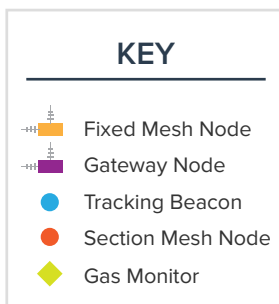 KEY
Fixed Mesh Node
Gateway Node
Tracking Beacon
Section Mesh Node
Gas Monitor